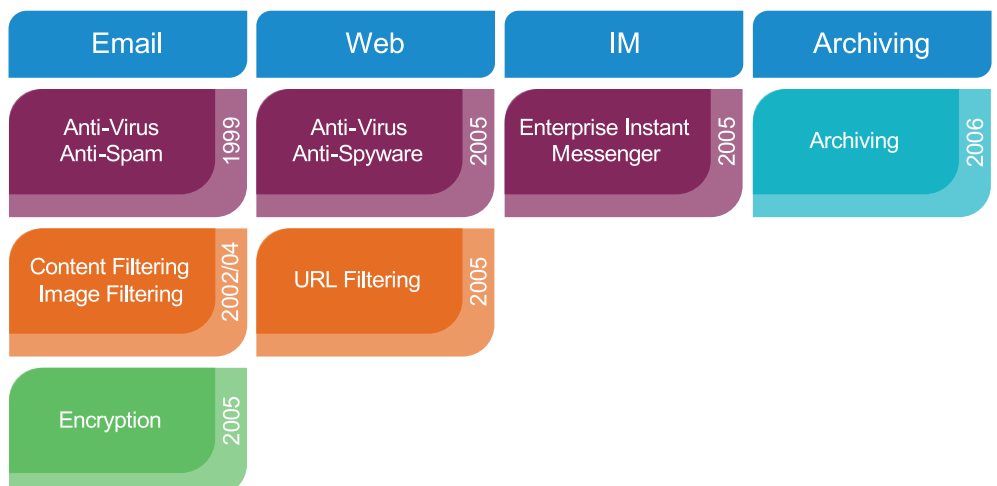 Email
Web
IM
Archiving
Anti-Virus
Anti-Spam
1999
Anti-Virus
Anti-Spyware
2005
Enterprise Instant
Messenger
2005
Archiving
2006
Content Filtering
Image Filtering
2002/04
URL Filtering
2005
Encryption
2005